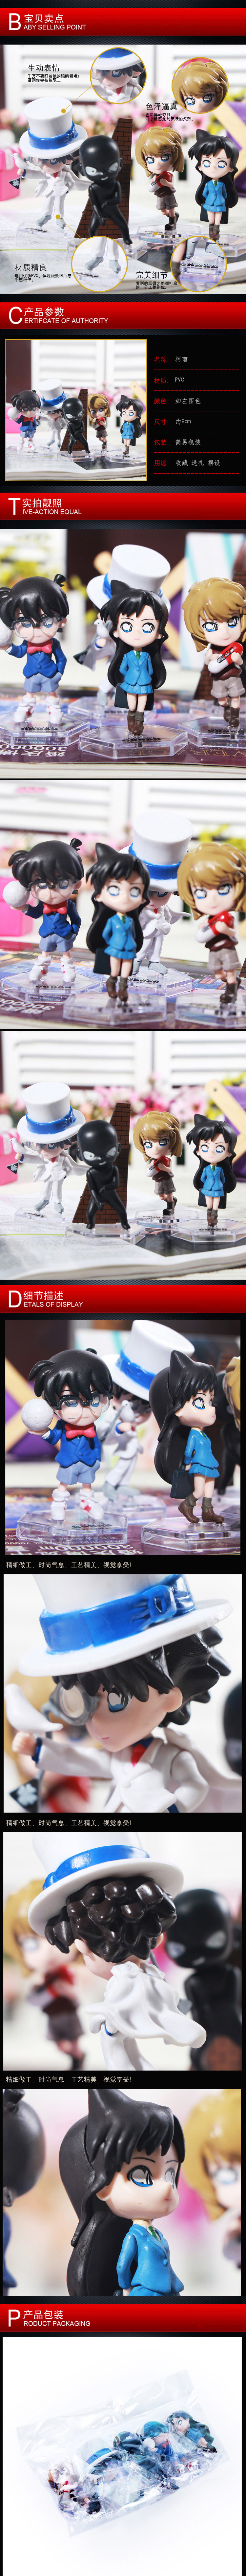 B 宝贝卖点
ABY SELLING POINT
生动表情
色泽逼真
材质精良
完美细节
C 产品参数
ERTIFCATE OF AUTHORITY
名称: 柯南
材质: PVC
颜色: 如左图色
尺寸: 约9cm
包装: 简易包装
用途: 收藏 送礼 摆设
T 实拍靓照
IVE-ACTION EQUAL
D 细节描述
ETALS OF DISPLAY
精细做工、时尚气息、工艺精美、视觉享受!
精细做工、时尚气息、工艺精美、视觉享受!
精细做工、时尚气息、工艺精美、视觉享受!
P 产品包装
RODUCT PACKAGING